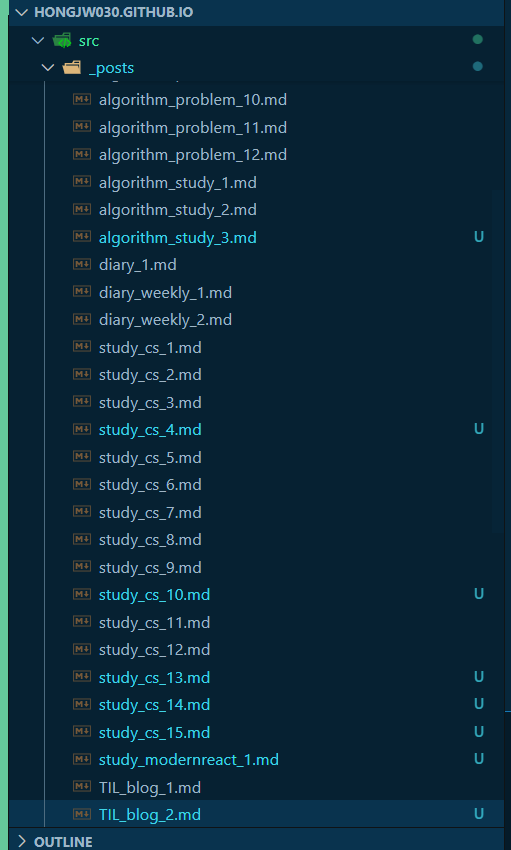 HONGJW030.GITHUB.IO
src
_posts
algorithm_problem_10.md
algorithm_problem_11.md
algorithm_problem_12.md
algorithm_study_1.md
algorithm_study_2.md
algorithm_study_3.md U
diary_1.md
diary_weekly_1.md
diary_weekly_2.md
study_cs_1.md
study_cs_2.md
study_cs_3.md
study_cs_4.md U
study_cs_5.md
study_cs_6.md
study_cs_7.md
study_cs_8.md
study_cs_9.md
study_cs_10.md U
study_cs_11.md
study_cs_12.md
study_cs_13.md U
study_cs_14.md U
study_cs_15.md U
study_modernreact_1.md U
TIL_blog_1.md
TIL_blog_2.md U
OUTLINE